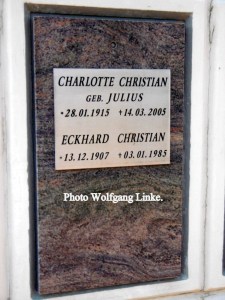 CHARLOTTE CHRISTIAN
GEB. JULIUS
*28.01.1915 +14.03.2005
ECKHARD CHRISTIAN
*13.12.1907 +03.01.1985
Photo Wolfgang Linke.